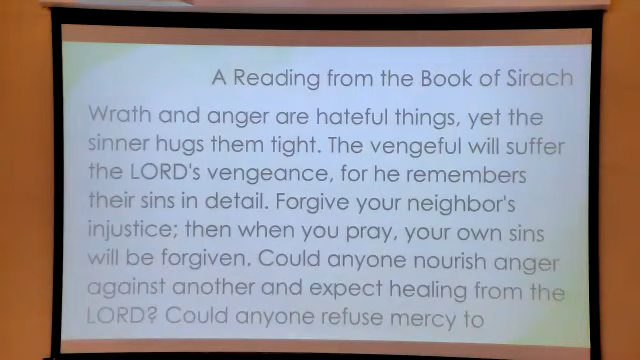 A Reading from the Book of Sirach
Wrath and anger are hateful things, yet the
sinner hugs them tight. The vengeful will suffer
the LORD's vengeance, for he remembers
their sins in detail. Forgive your neighbor's
injustice; then when you pray, your own sins
will be forgiven. Could anyone nourish anger
against another and expect healing from the
LORD? Could anyone refuse mercy to